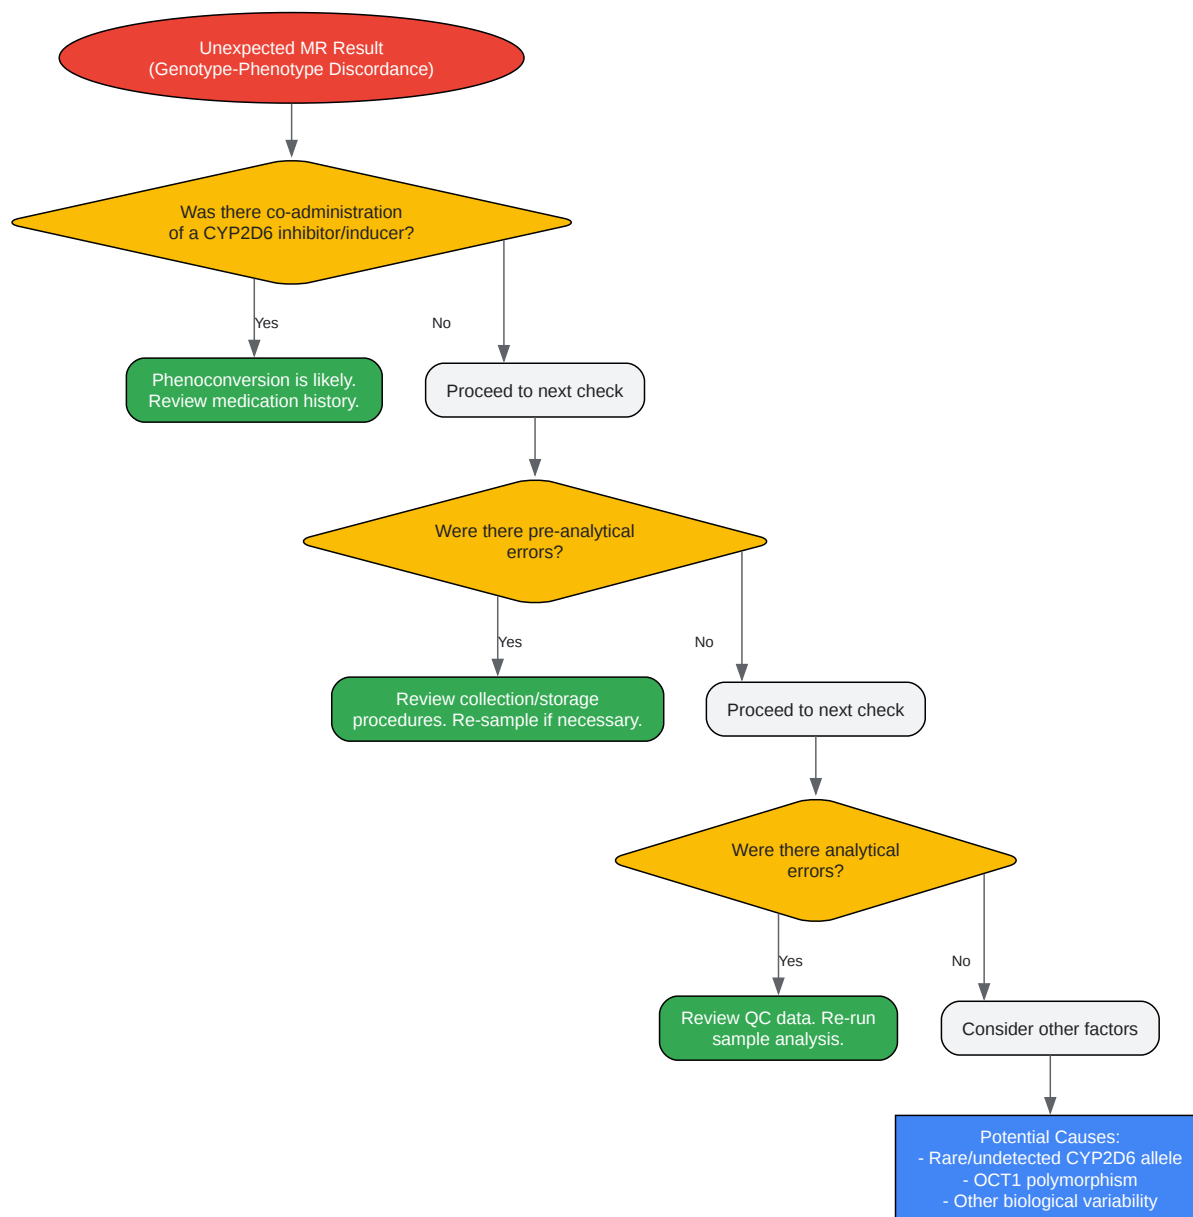 Unexpected MR Result
(Genotype-Phenotype Discordance)
Was there co-administration
of a CYP2D6 inhibitor/inducer?
Yes
No
Phenoconversion is likely.
Review medication history.
Proceed to next check
Were there pre-analytical
errors?
Yes
No
Review collection/storage
procedures. Re-sample if necessary.
Proceed to next check
Were there analytical
errors?
Yes
No
Review QC data. Re-run
sample analysis.
Consider other factors
Potential Causes:
- Rare/undetected CYP2D6 allele
- OCT1 polymorphism
- Other biological variability